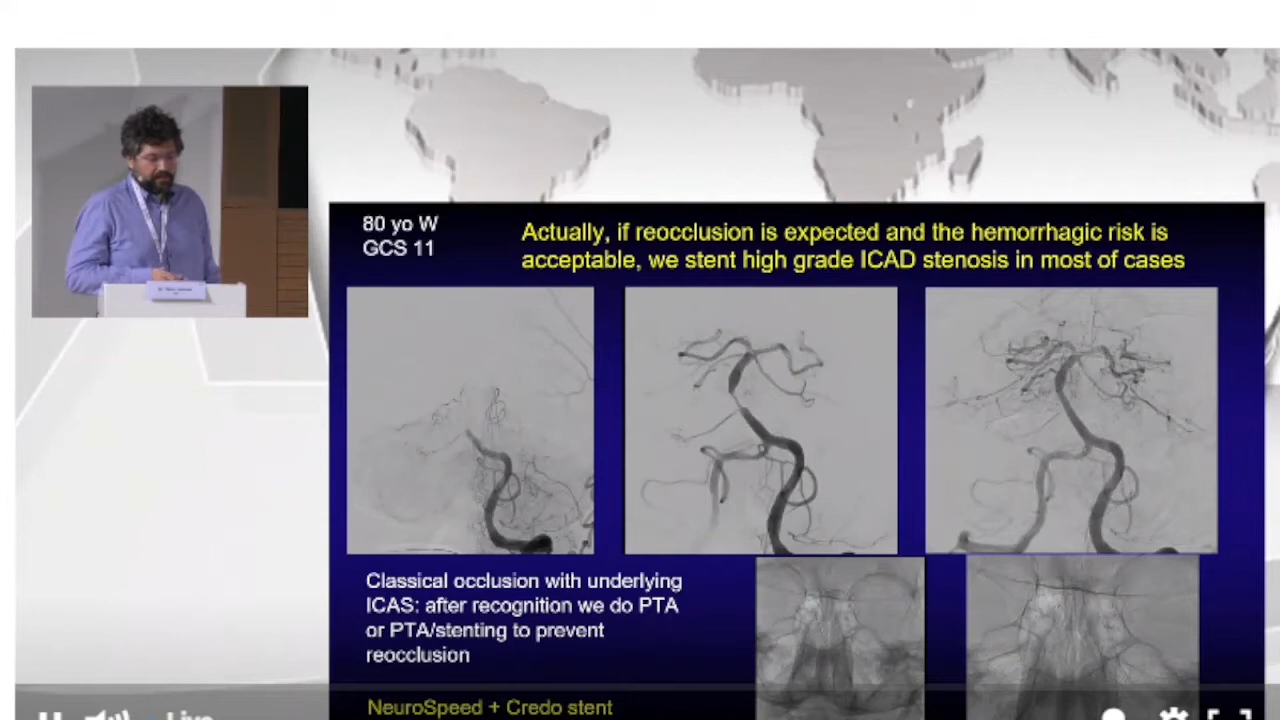 80 yo W
GCS 11
Actually, if reocclusion is expected and the hemorrhagic risk is
acceptable, we stent high grade ICAD stenosis in most of cases
Classical occlusion with underlying
ICAS: after recognition we do PTA
or PTA/stenting to prevent
reocclusion
NeuroSpeed + Credo stent
Live